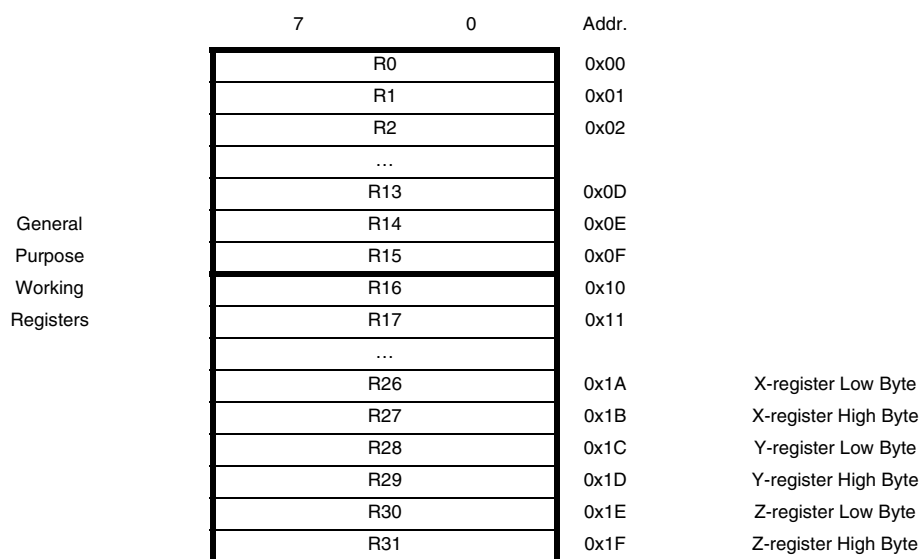 7 0 Addr.
R0 0x00
R1 0x01
R2 0x02
…
R13 0x0D
General R14 0x0E
Purpose R15 0x0F
Working R16 0x10
Registers R17 0x11
…
R26 0x1A X-register Low Byte
R27 0x1B X-register High Byte
R28 0x1C Y-register Low Byte
R29 0x1D Y-register High Byte
R30 0x1E Z-register Low Byte
R31 0x1F Z-register High Byte